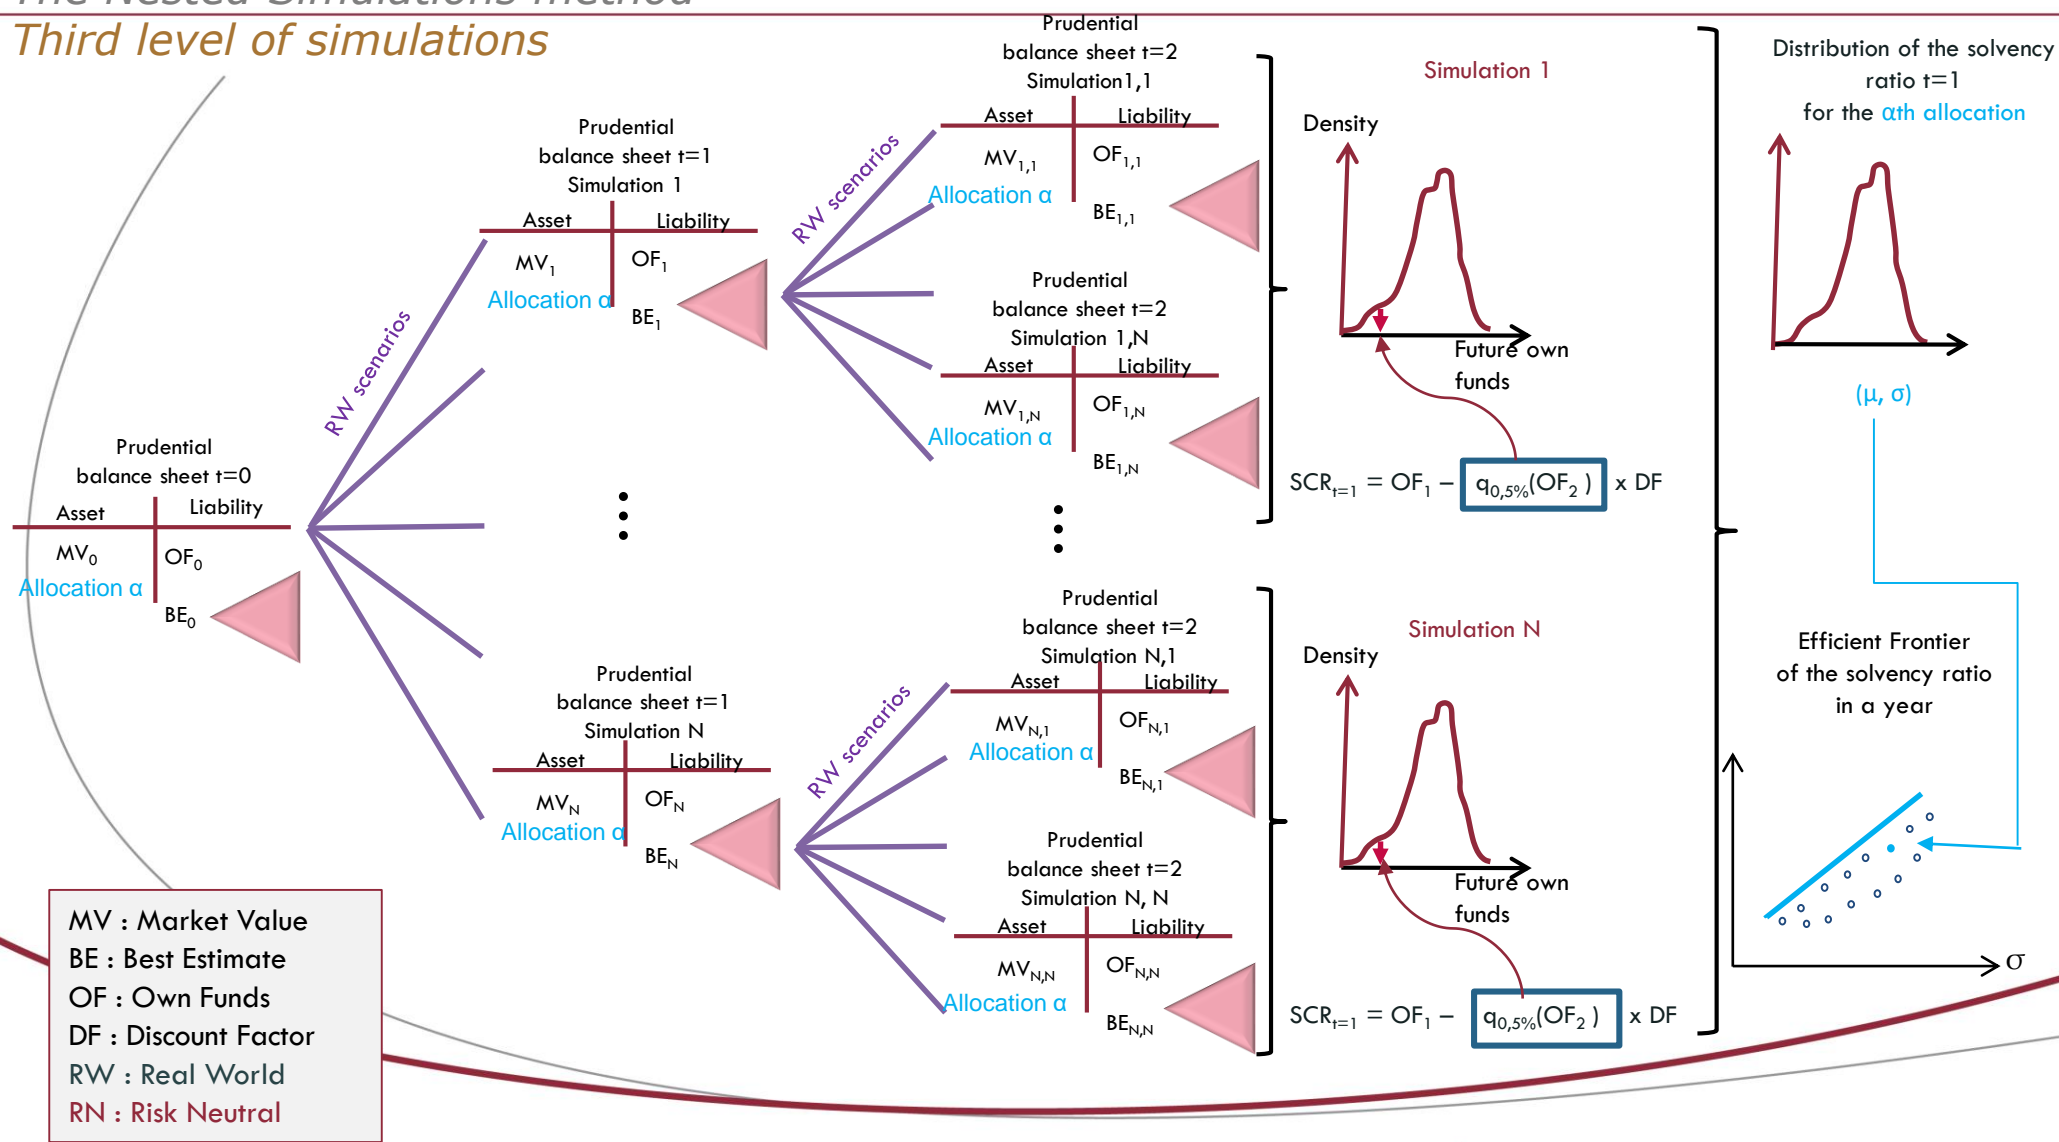 The Nested Simulations method
Third level of simulations
Prudential
balance sheet t=0
Asset
Liability
MV0
OF0
Allocation α
BE0
RW scenarios
Prudential
balance sheet t=1
Simulation 1
Asset
Liability
MV1
OF1
Allocation α
BE1
Prudential
balance sheet t=1
Simulation N
Asset
Liability
MVN
OFN
Allocation α
BEN
RW scenarios
RW scenarios
Prudential
balance sheet t=2
Simulation1,1
Asset
Liability
MV1,1
OF1,1
Allocation α
BE1,1
Prudential
balance sheet t=2
Simulation 1,N
Asset
Liability
MV1,N
OF1,N
Allocation α
BE1,N
Prudential
balance sheet t=2
Simulation N,1
Asset
Liability
MVN,1
OFN,1
Allocation α
BEN,1
Prudential
balance sheet t=2
Simulation N, N
Asset
Liability
MVN,N
OFN,N
Allocation α
BEN,N
Simulation 1
Density
Future own
funds
SCRt=1 = OF1 – q0,5%(OF2 ) x DF
Simulation N
Density
Future own
funds
SCRt=1 = OF1 – q0,5%(OF2 ) x DF
Distribution of the solvency
ratio t=1
for the αth allocation
(μ, σ)
Efficient Frontier
of the solvency ratio
in a year
σ
MV : Market Value
BE : Best Estimate
OF : Own Funds
DF : Discount Factor
RW : Real World
RN : Risk Neutral